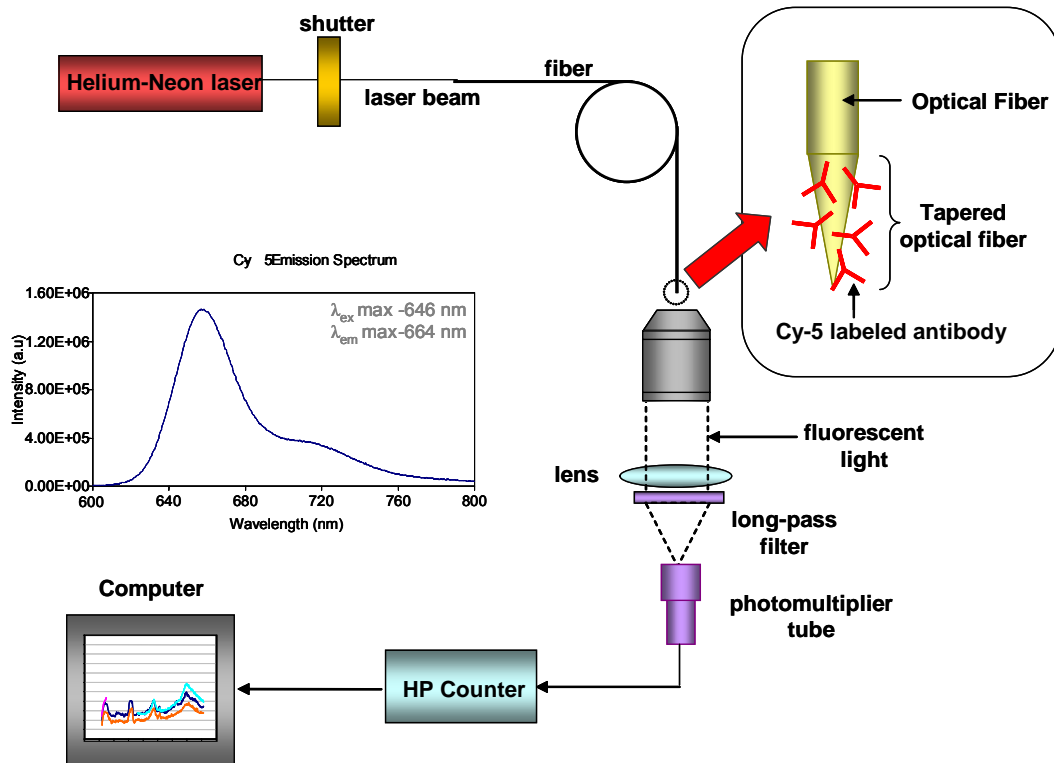 shutter
Helium-Neon laser
fiber
laser beam
Optical Fiber
Tapered
optical fiber
Cy-5 labeled antibody
Cy 5Emission Spectrum
1.60E+06
1.20E+06
8.00E+05
4.00E+05
0.00E+00
Intensity (a.u)
λex max -646 nm
λem max-664 nm
600
640
680
720
760
800
Wavelength (nm)
fluorescent
light
lens
long-pass
filter
photomultiplier
tube
Computer
HP Counter